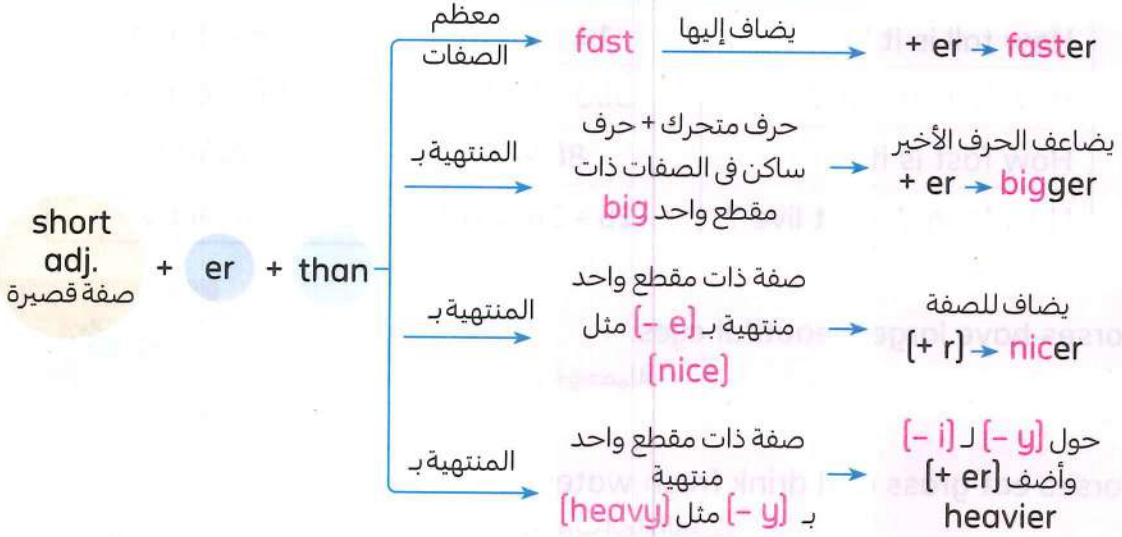 short
adj.
صفة قصيرة
+ er + than
معظم
الصفات
fast
يضاف إليها
+ er → faster
المنتهية بـ
حرف متحرك + حرف
ساكن فى الصفات ذات
مقطع واحد big
يضاعف الحرف الأخير
+ er → bigger
المنتهية بـ
صفة ذات مقطع واحد
منتهية بـ (- e) مثل
(nice)
يضاف للصفة
(+ r) → nicer
المنتهية بـ
صفة ذات مقطع واحد
منتهية
بـ (- y) مثل (heavy)
حول (- y) لـ (- i)
وأضف (+ er)
heavier